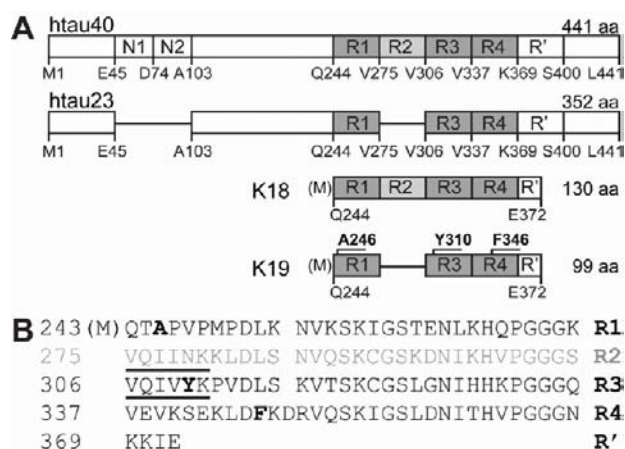 A
htau40 441 aa
N1 N2 R1 R2 R3 R4 R'
M1 E45 D74 A103 Q244 V275 V306 V337 K369 S400 L441
htau23 352 aa
R1 R3 R4 R'
M1 E45 A103 Q244 V275 V306 V337 K369 S400 L441
K18 (M) R1 R2 R3 R4 R' 130 aa
Q244 E372
A246 Y310 F346
K19 (M) R1 R3 R4 R' 99 aa
Q244 E372
B 243 (M) QTAPVPMPDLK NVKSKIGSTENLKHQPGGGK R1
275 VQIINKKLDLS NVQSKCGSKDNIKHVPGGGS R2
306 VQIVYKPVDLS KVTSKCGSLGNIHHKPGGGQ R3
337 VEVKSEKLDFKDRVQSKIGSLDNITHVPGGGN R4
369 KKIE R'